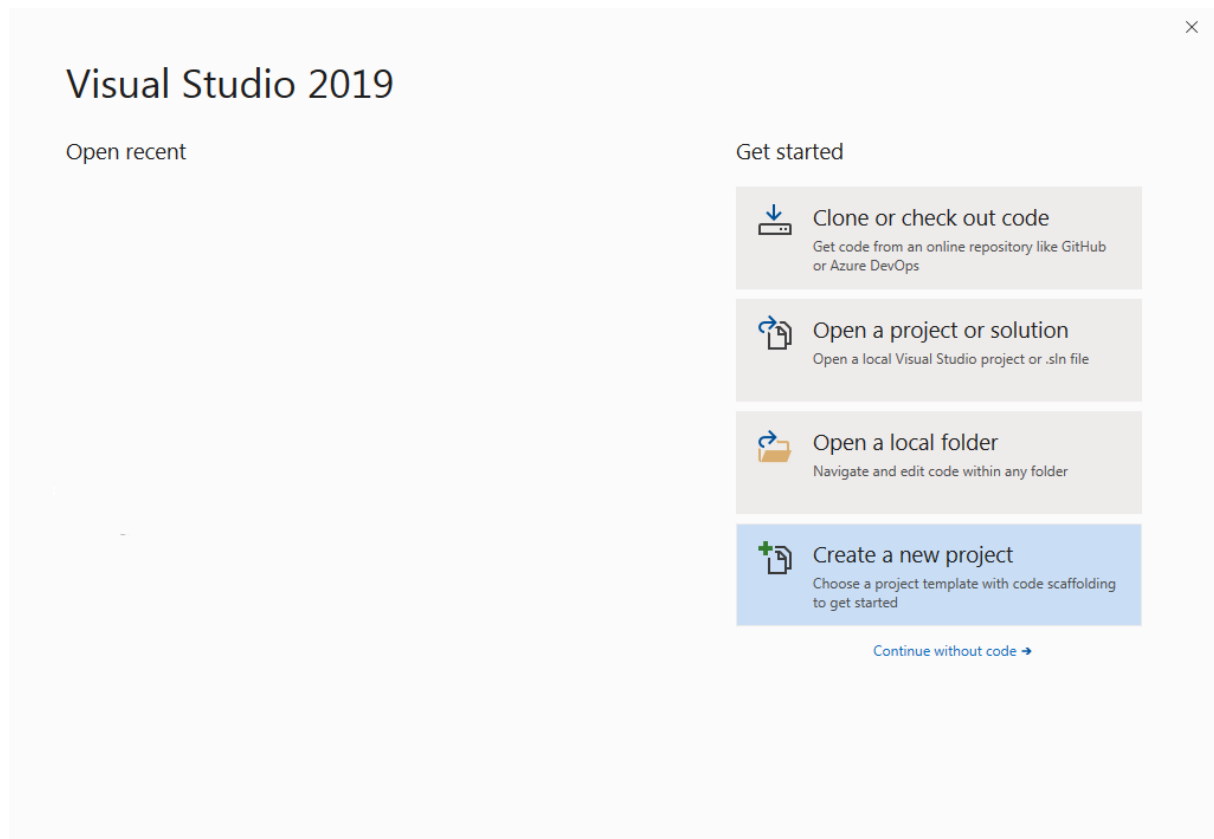 Visual Studio 2019
Open recent
Get started
Clone or check out code
Get code from an online repository like GitHub
or Azure DevOps
Open a project or solution
Open a local Visual Studio project or .sln file
Open a local folder
Navigate and edit code within any folder
Create a new project
Choose a project template with code scaffolding
to get started
Continue without code →